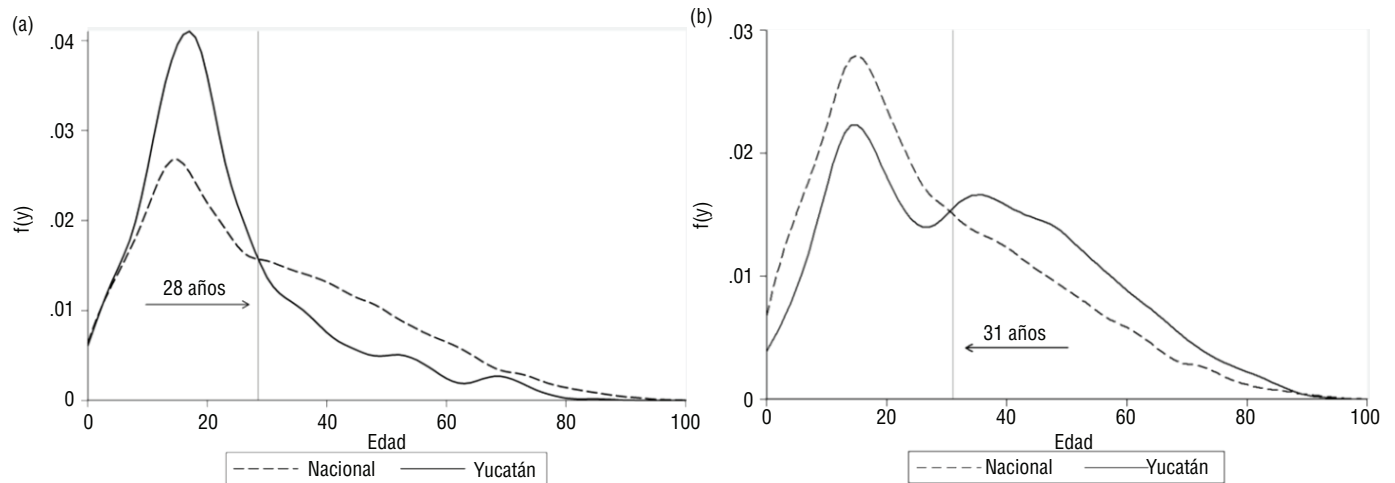 (a)
f(y)
.04
.03
.02
.01
0
28 años
0 20 40 60 80 100
Edad
Nacional Yucatán
(b)
f(y)
.03
.02
.01
0
31 años
0 20 40 60 80 100
Edad
Nacional Yucatán